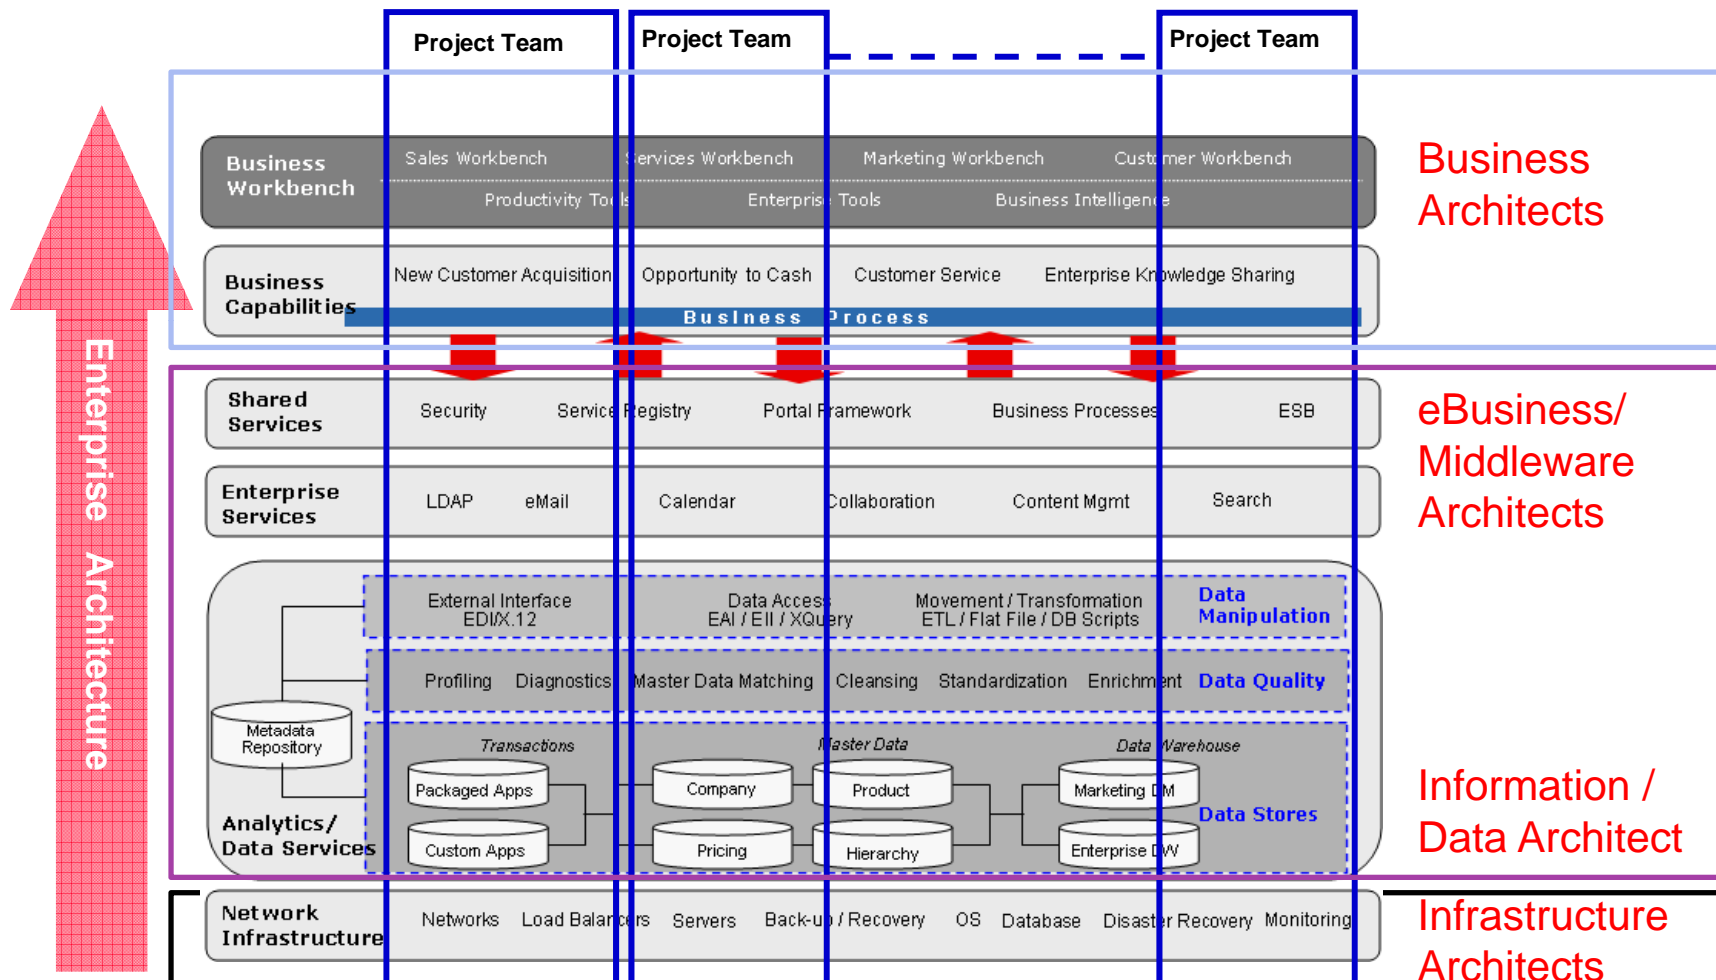 Project Team
Project Team
Project Team
Enterprise Architecture
Business
Workbench
Sales Workbench
Services Workbench
Marketing Workbench
Customer Workbench
Productivity Tools
Enterprise Tools
Business Intelligence
Business
Architects
Business
Capabilities
New Customer Acquisition
Opportunity to Cash
Customer Service
Enterprise Knowledge Sharing
Business Process
Shared
Services
Security
Service Registry
Portal Framework
Business Processes
ESB
eBusiness/
Middleware
Architects
Enterprise
Services
LDAP
eMail
Calendar
Collaboration
Content Mgmt
Search
External Interface
EDI/X.12
Data Access
EAI / EII / XQuery
Movement / Transformation
ETL / Flat File / DB Scripts
Data
Manipulation
Profiling
Diagnostics
Master Data Matching
Cleansing
Standardization
Enrichment
Data Quality
Metadata
Repository
Transactions
Master Data
Data Warehouse
Packaged Apps
Company
Product
Marketing DM
Data Stores
Custom Apps
Pricing
Hierarchy
Enterprise DW
Analytics/
Data Services
Information /
Data Architect
Network
Infrastructure
Networks
Load Balancers
Servers
Back-up / Recovery
OS
Database
Disaster Recovery
Monitoring
Infrastructure
Architects